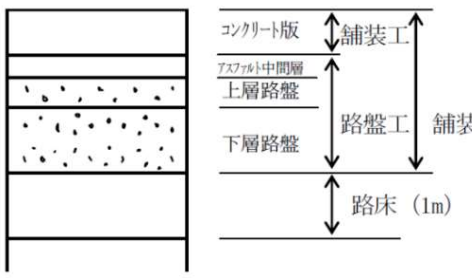 コンクリート版
舗装工
アスファルト中間層
上層路盤
路盤工
舗装
下層路盤
路床 (1m)